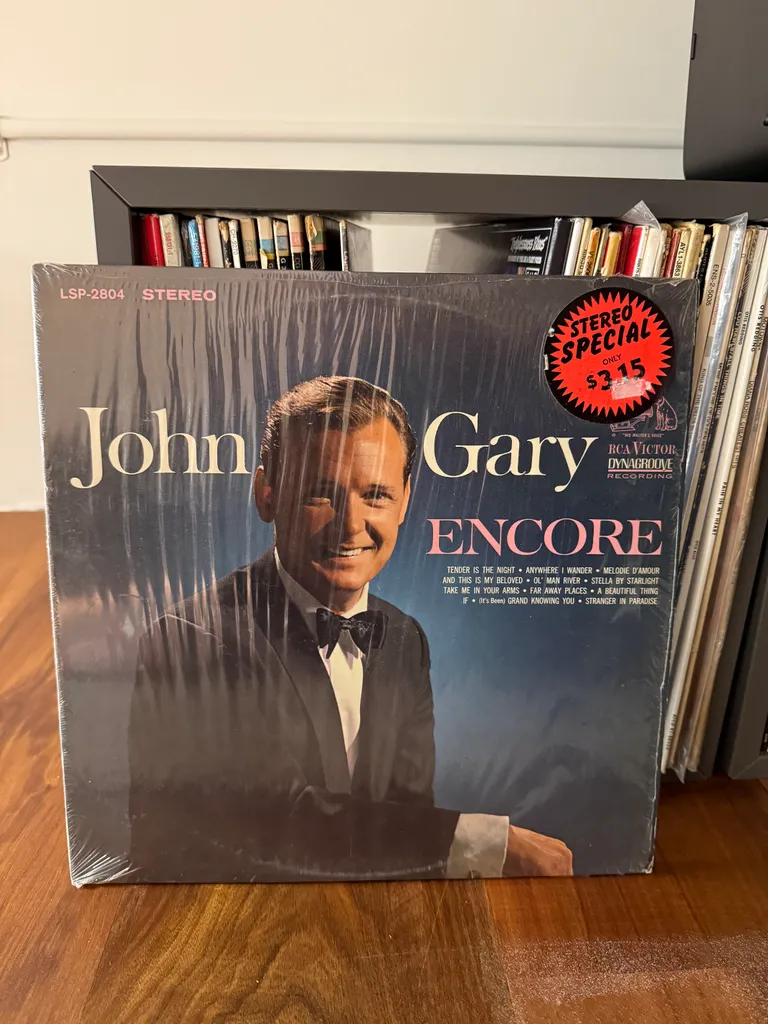 LSP-2804 STEREO
STEREO
SPECIAL
ONLY
$3.15
John Gary
"HIS MASTER'S VOICE"
RCA VICTOR
DYNAGROOVE
RECORDING
ENCORE
TENDER IS THE NIGHT • ANYWHERE I WANDER • MELODIE D'AMOUR
AND THIS IS MY BELOVED • OL' MAN RIVER • STELLA BY STARLIGHT
TAKE ME IN YOUR ARMS • FAR AWAY PLACES • A BEAUTIFUL THING
IF • (It's Been) GRAND KNOWING YOU • STRANGER IN PARADISE